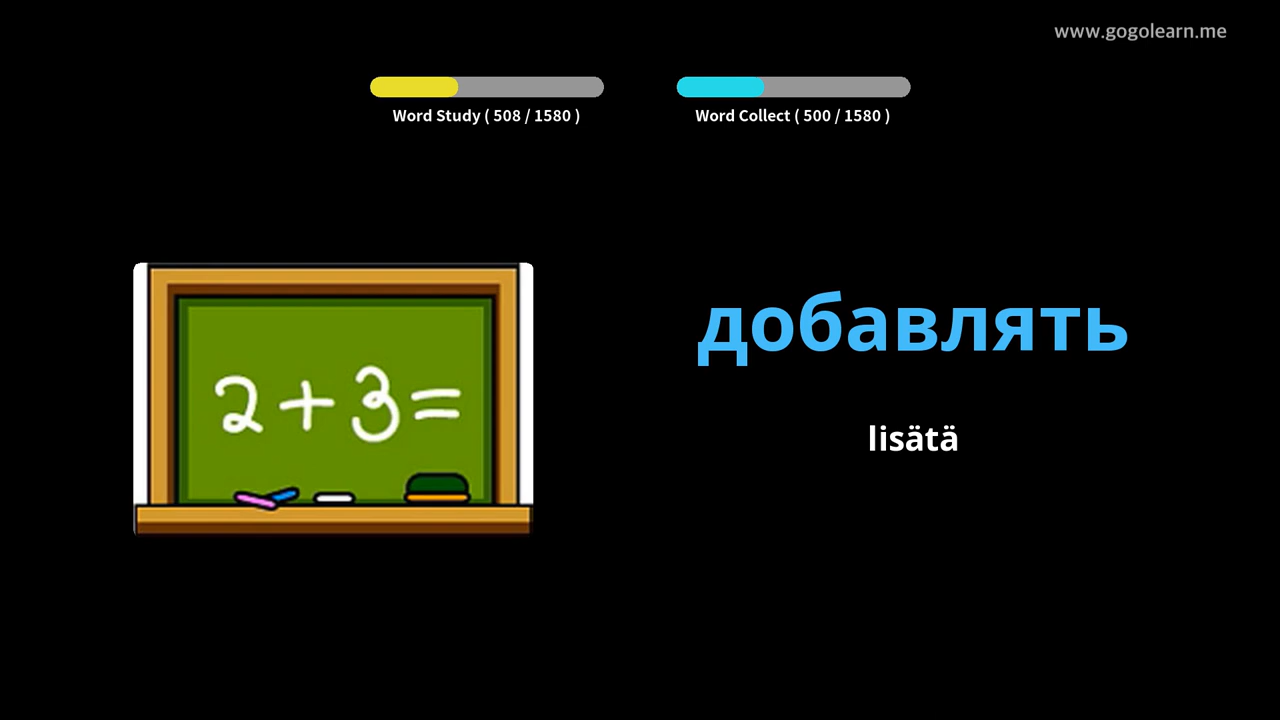 www.gogolearn.me
Word Study ( 508 / 1580 )
Word Collect ( 500 / 1580 )
2 + 3 =
добавлять
lisätä